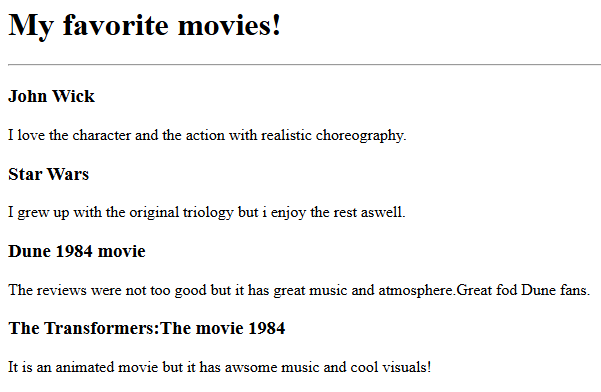 My favorite movies!
John Wick
I love the character and the action with realistic choreography.
Star Wars
I grew up with the original triology but i enjoy the rest aswell.
Dune 1984 movie
The reviews were not too good but it has great music and atmosphere.Great fod Dune fans.
The Transformers:The movie 1984
It is an animated movie but it has awsome music and cool visuals!